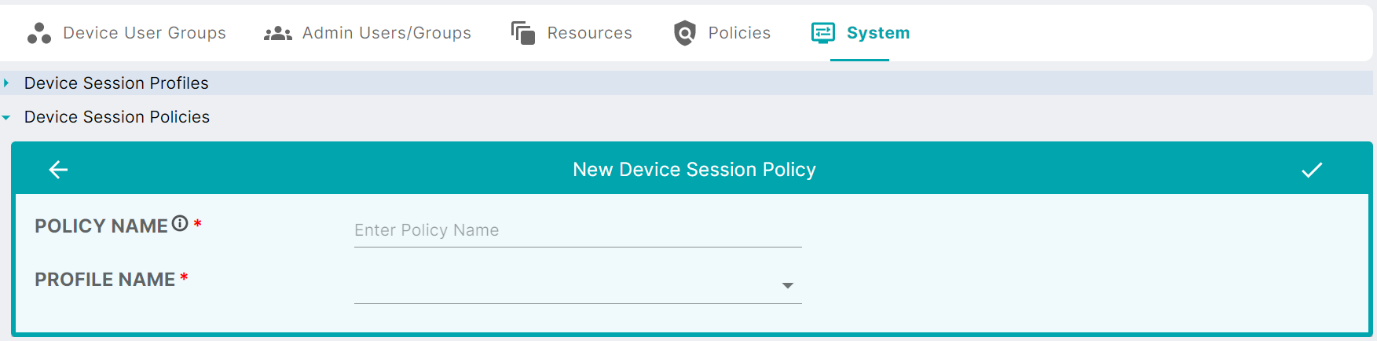 Device User Groups Admin Users/Groups Resources Policies System
Device Session Profiles
Device Session Policies
New Device Session Policy
POLICY NAME * Enter Policy Name
PROFILE NAME *